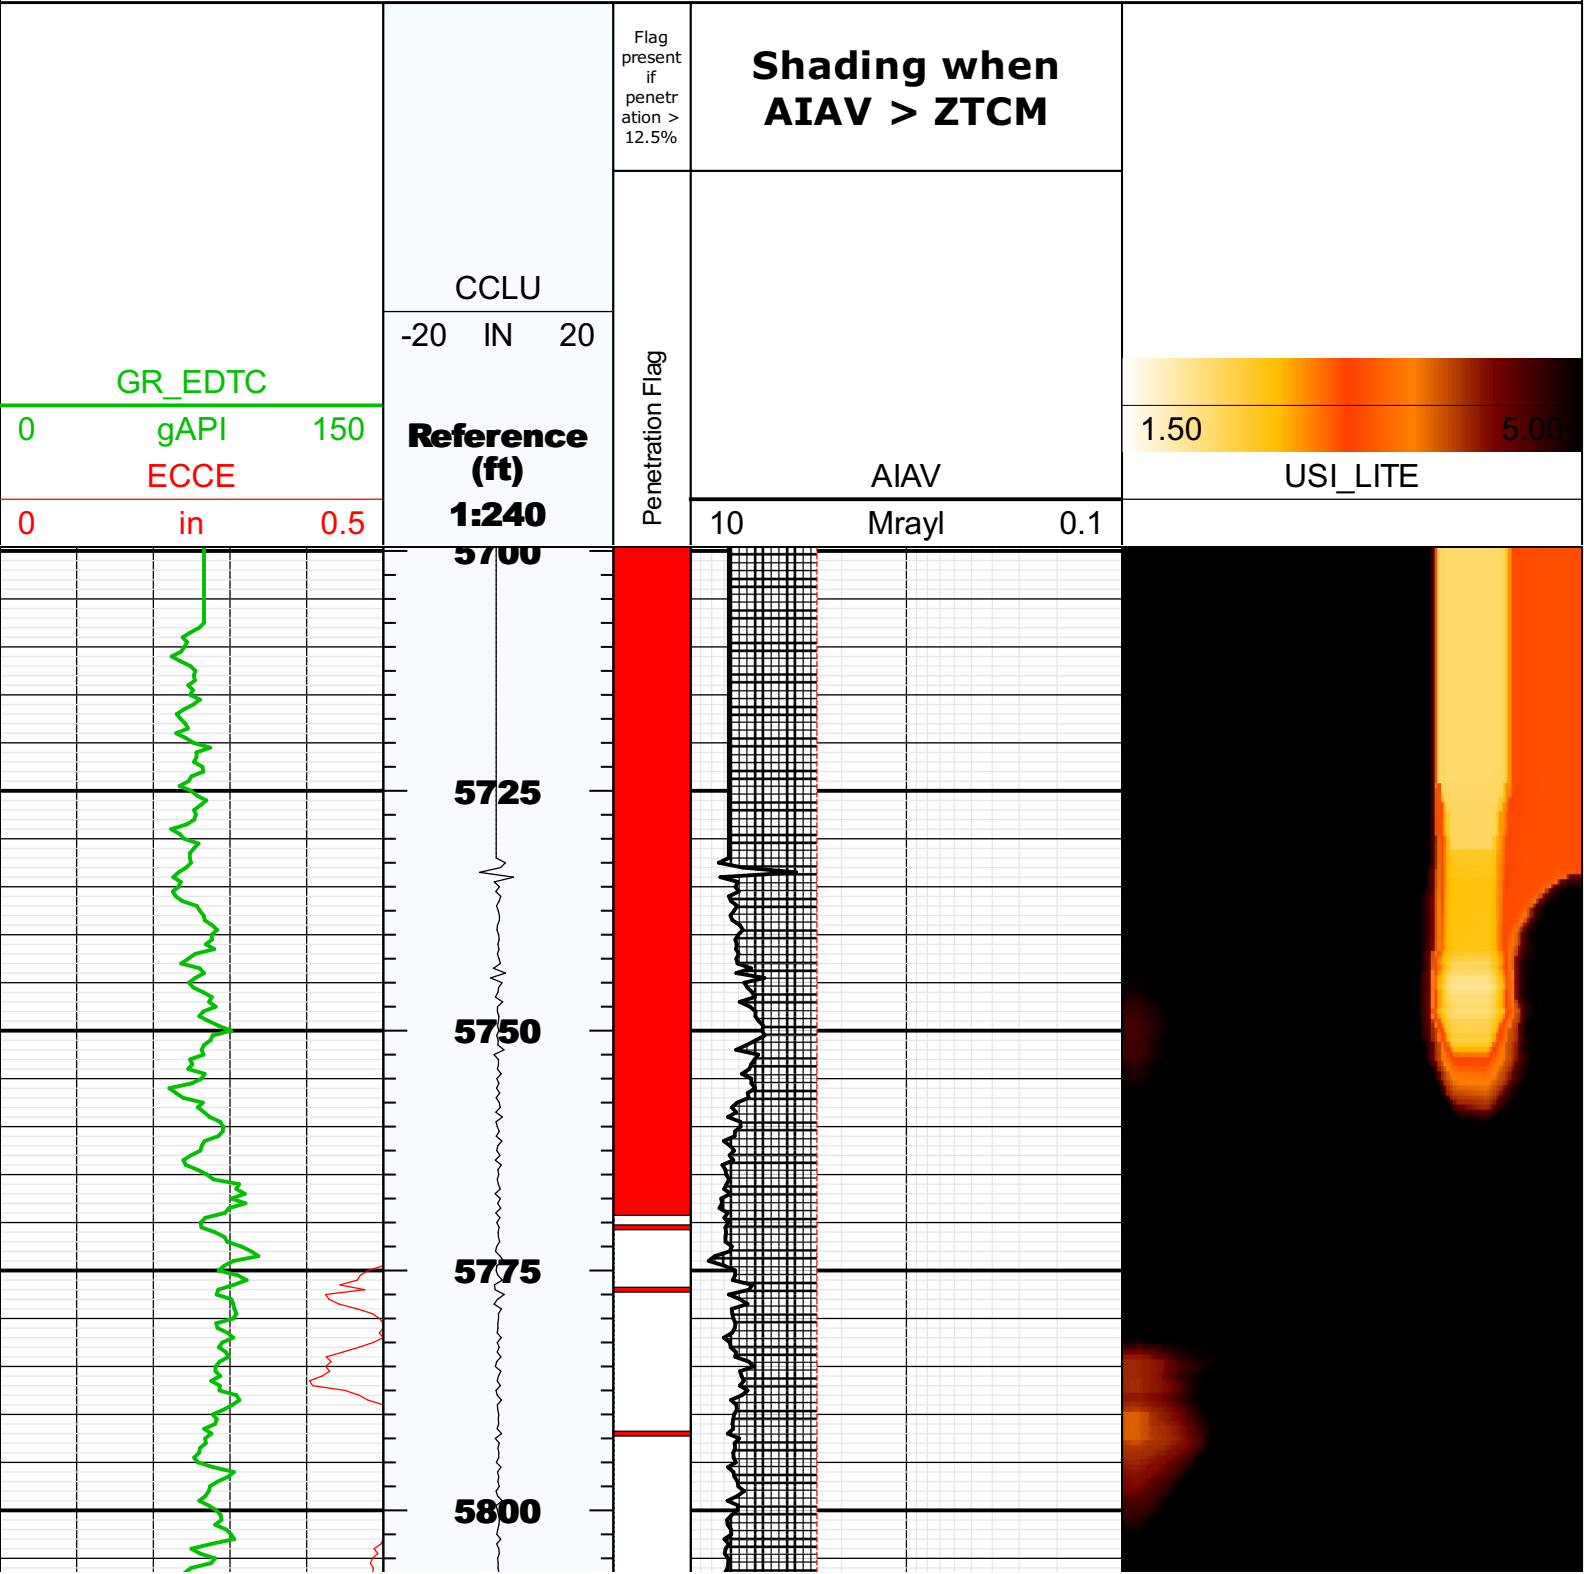 Flag
present
if
penetr
ation >
12.5%
Shading when
AIAV > ZTCM
CCLU
-20 IN 20
GR_EDTC
0 gAPI 150
ECCE
0 in 0.5
Reference
(ft)
1:240
Penetration Flag
AIAV
10 Mrayl 0.1
1.50 5.00
USI_LITE
5700
5725
5750
5775
5800